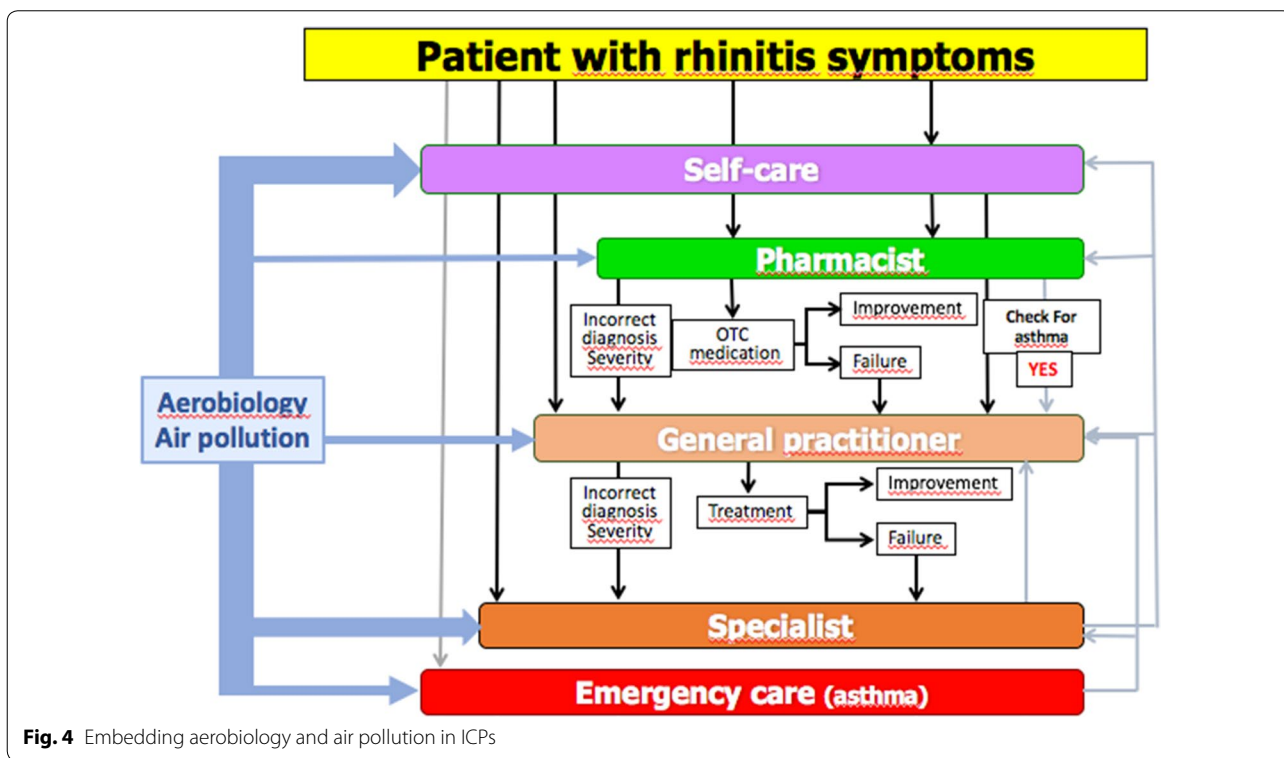 Patient with rhinitis symptoms
Self-care
Pharmacist
Incorrect
diagnosis
Severity
OTC
medication
Improvement
Failure
Check For
asthma
YES
Aerobiology
Air pollution
General practitioner
Incorrect
diagnosis
Severity
Treatment
Improvement
Failure
Specialist
Emergency care (asthma)
Fig. 4 Embedding aerobiology and air pollution in ICPs